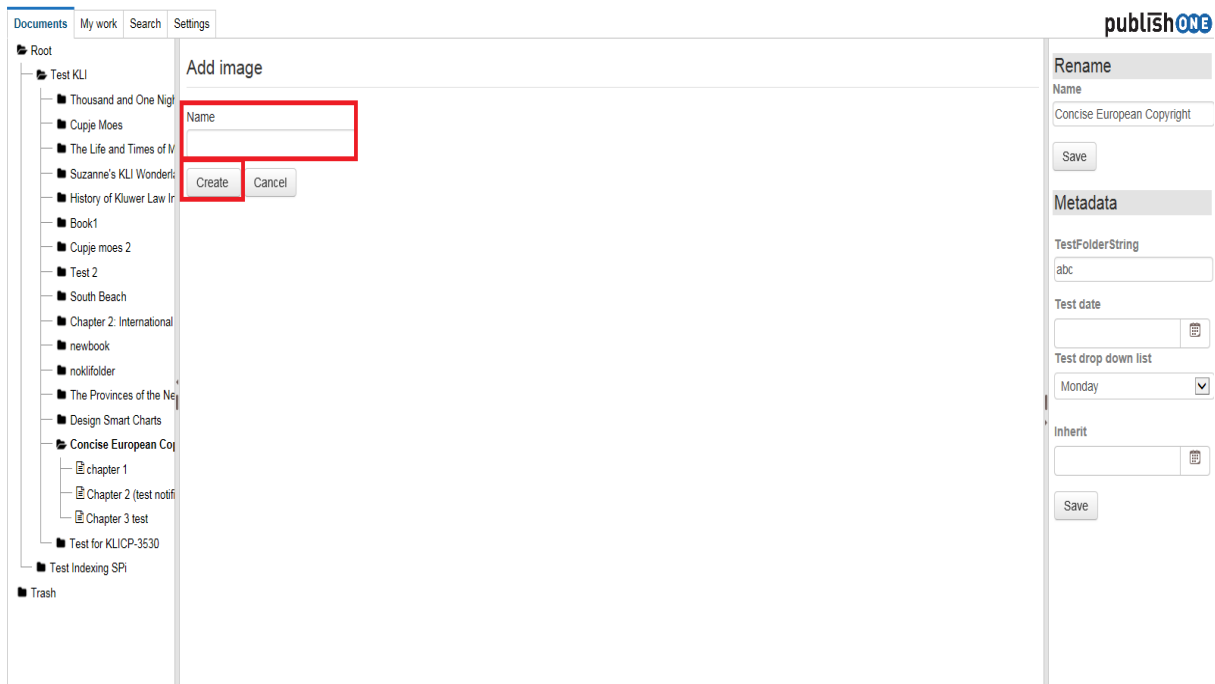 Documents My work Search Settings
publishONE
Root
Test KLI
Thousand and One Nigh
Cupje Moes
The Life and Times of M
Suzanne's KLI Wonderla
History of Kluwer Law In
Book1
Cupje moes 2
Test 2
South Beach
Chapter 2: International
newbook
noklifolder
The Provinces of the Ne
Design Smart Charts
Concise European Cop
chapter 1
Chapter 2 (test notifi
Chapter 3 test
Test for KLICP-3530
Test Indexing SPi
Trash
Add image
Name
Create Cancel
Rename
Name
Concise European Copyright
Save
Metadata
TestFolderString
abc
Test date
Test drop down list
Monday
Inherit
Save